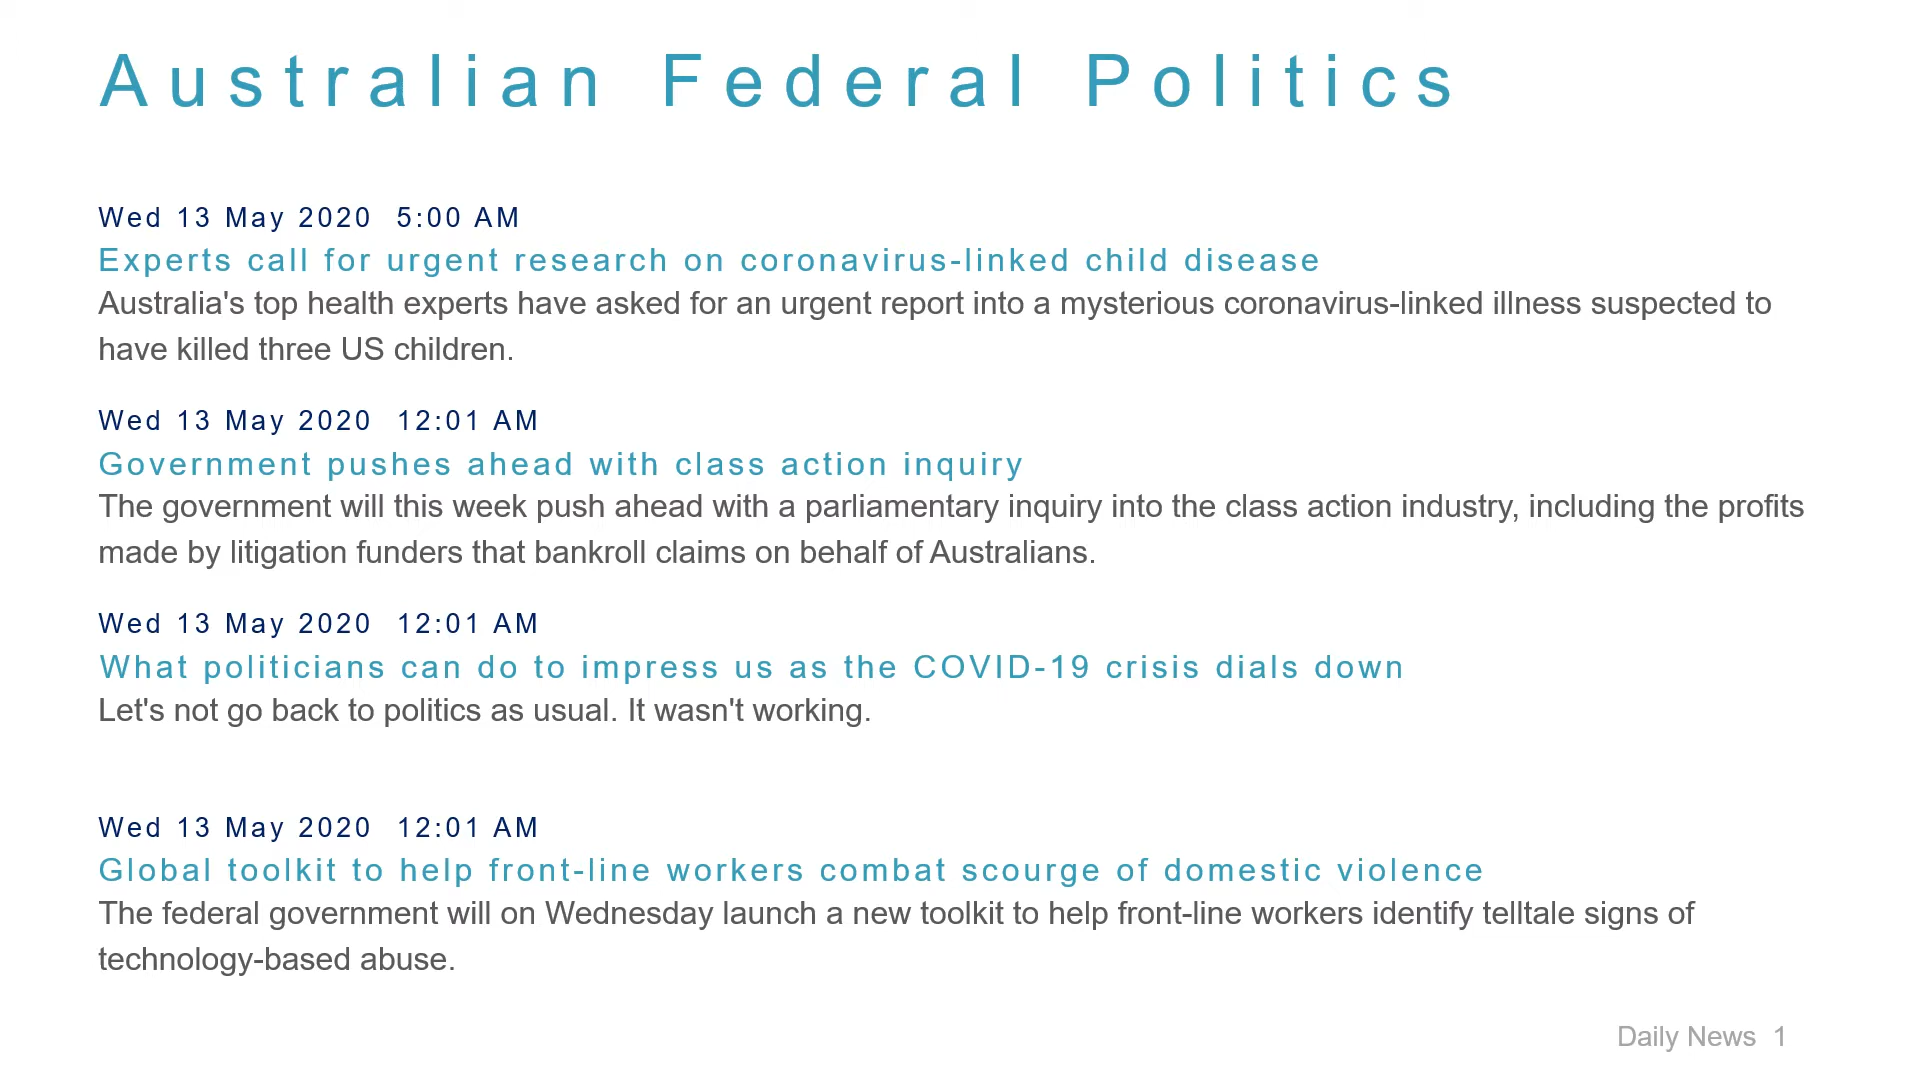 Australian Federal Politics
Wed 13 May 2020  5:00 AM
Experts call for urgent research on coronavirus-linked child disease
Australia's top health experts have asked for an urgent report into a mysterious coronavirus-linked illness suspected to
have killed three US children.
Wed 13 May 2020  12:01 AM
Government pushes ahead with class action inquiry
The government will this week push ahead with a parliamentary inquiry into the class action industry, including the profits
made by litigation funders that bankroll claims on behalf of Australians.
Wed 13 May 2020  12:01 AM
What politicians can do to impress us as the COVID-19 crisis dials down
Let's not go back to politics as usual. It wasn't working.
Wed 13 May 2020  12:01 AM
Global toolkit to help front-line workers combat scourge of domestic violence
The federal government will on Wednesday launch a new toolkit to help front-line workers identify telltale signs of
technology-based abuse.
Daily News  1